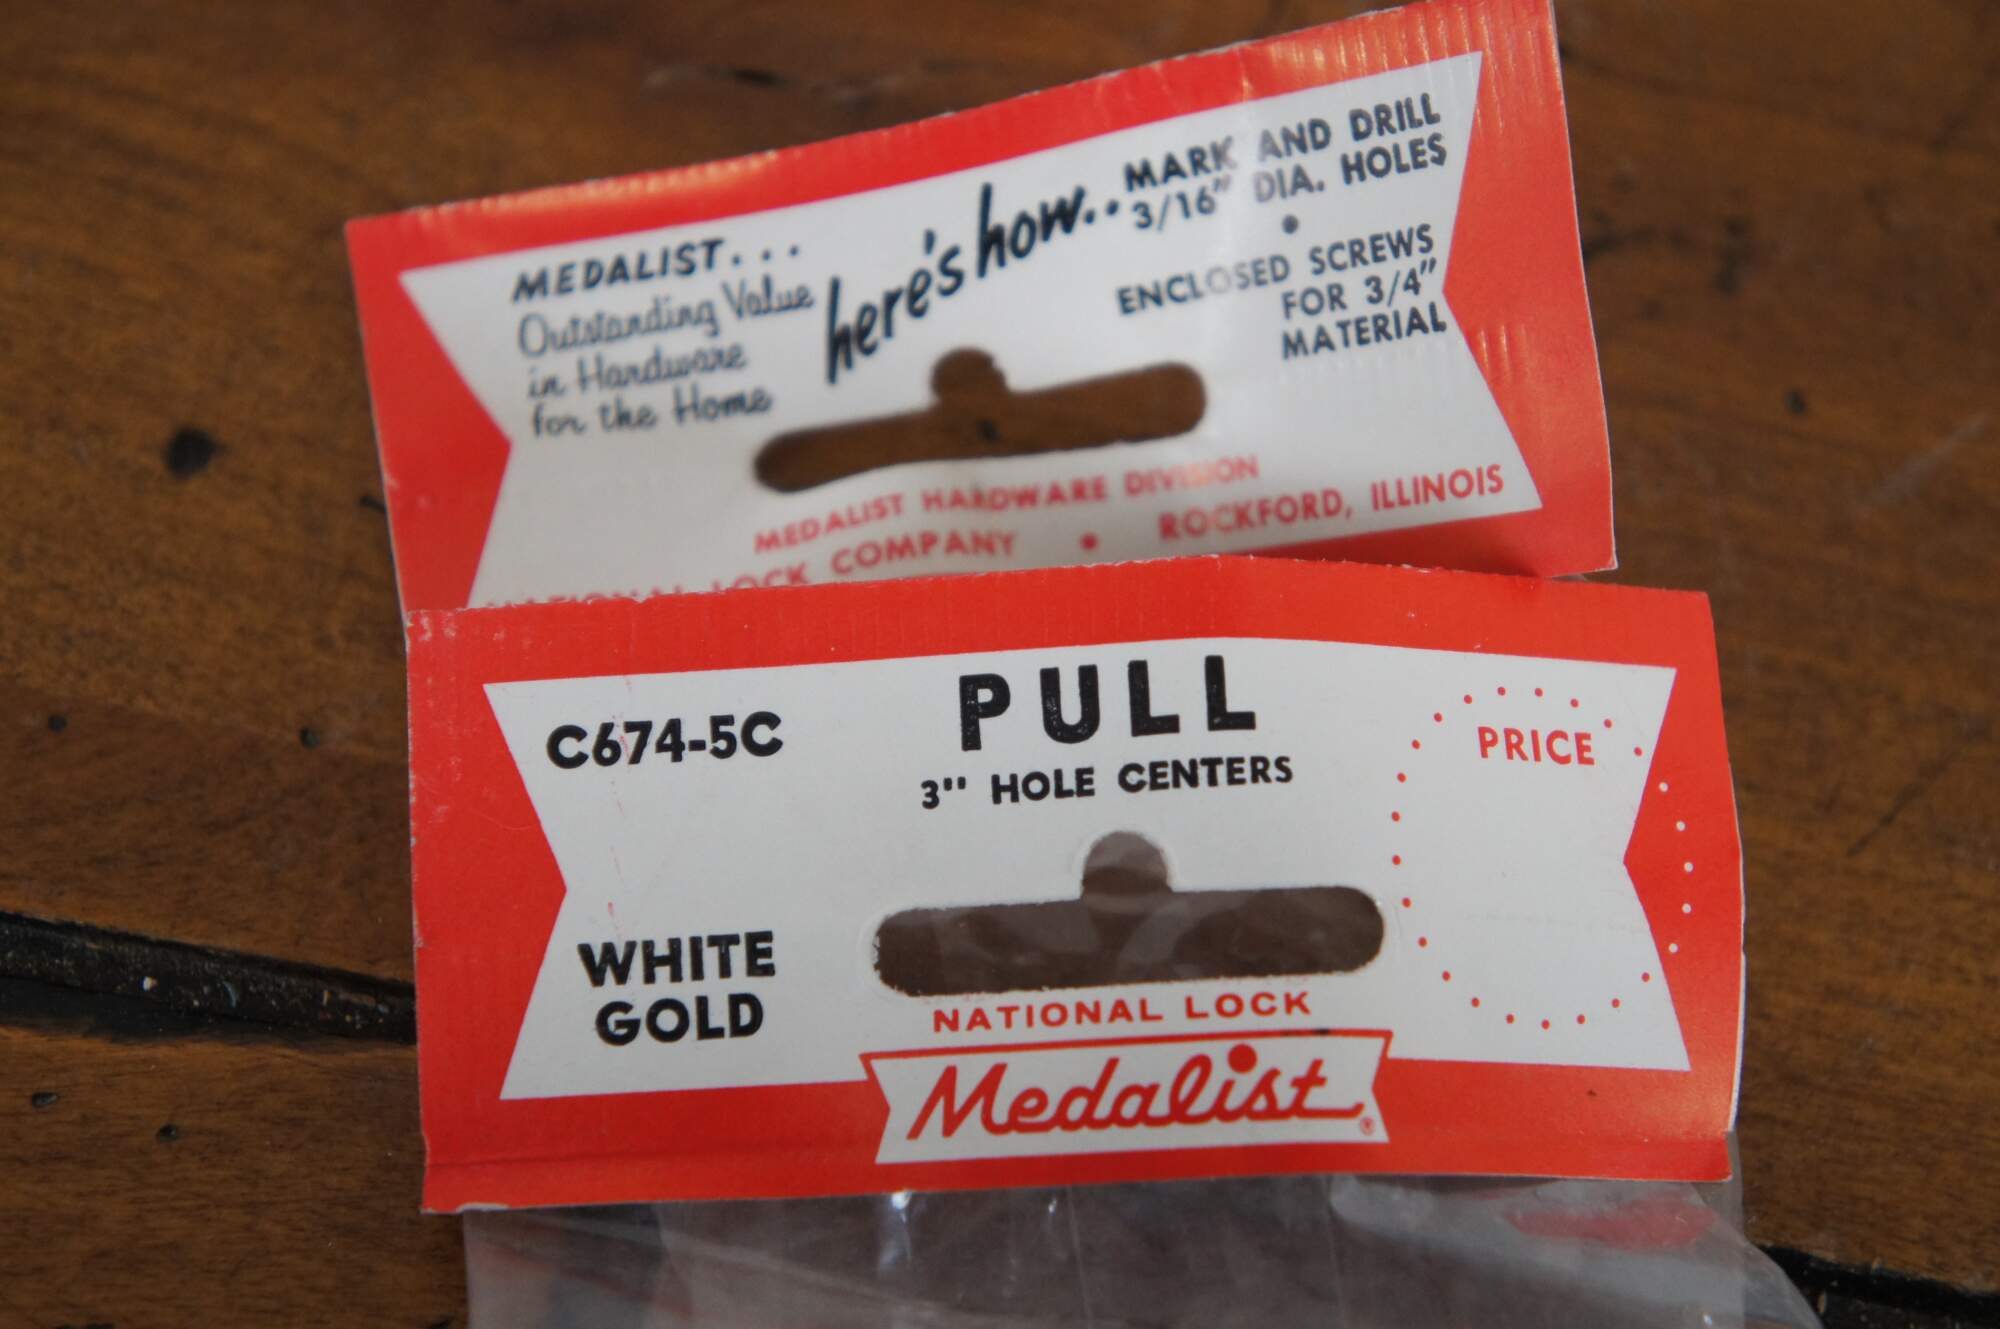 MEDALIST...
Outstanding Value
in Hardware
for the Home
here's how..
MARK AND DRILL
3/16" DIA. HOLES
•
ENCLOSED SCREWS
FOR 3/4"
MATERIAL
MEDALIST HARDWARE DIVISION
NATIONAL LOCK COMPANY • ROCKFORD, ILLINOIS
C674-5C
PULL
3" HOLE CENTERS
PRICE
WHITE
GOLD
NATIONAL LOCK
Medalist®